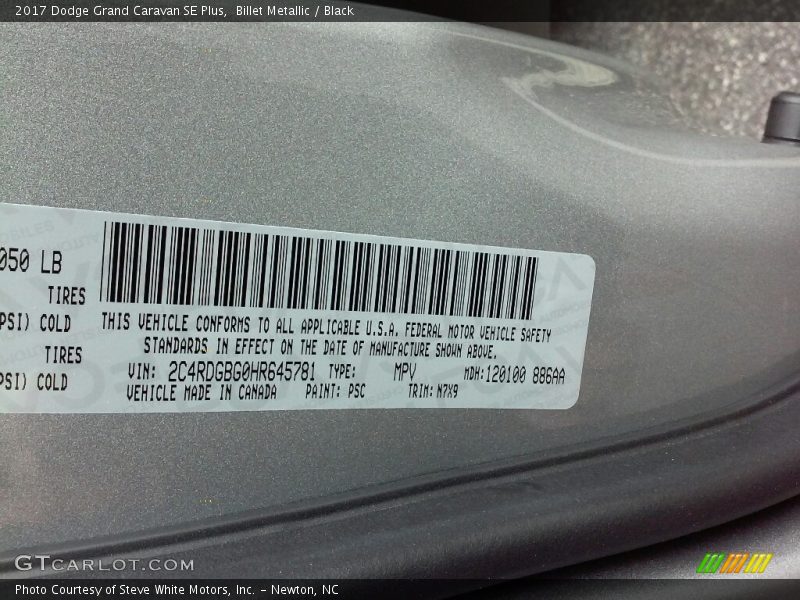 2017 Dodge Grand Caravan SE Plus,  Billet Metallic / Black
050 LB
TIRES
PSI) COLD
TIRES
PSI) COLD
THIS VEHICLE CONFORMS TO ALL APPLICABLE U.S.A. FEDERAL MOTOR VEHICLE SAFETY
STANDARDS IN EFFECT ON THE DATE OF MANUFACTURE SHOWN ABOVE.
VIN: 2C4RDGBG0HR645781 TYPE: MPV MDH:120100 886AA
VEHICLE MADE IN CANADA PAINT: PSC TRIM: N7X9
GTCARLOT.COM
Photo Courtesy of Steve White Motors, Inc. – Newton, NC